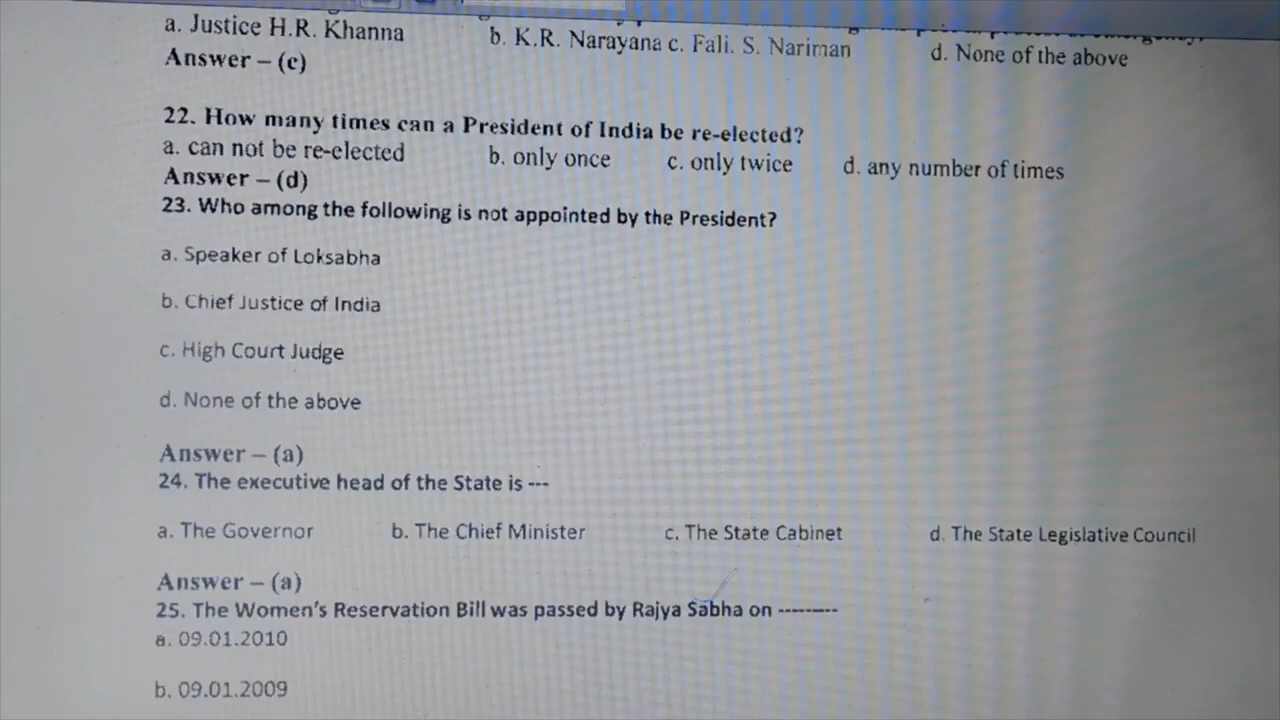 a. Justice H.R. Khanna b. K.R. Narayana c. Fali. S. Nariman d. None of the above
Answer – (c)
22. How many times can a President of India be re-elected?
a. can not be re-elected b. only once c. only twice d. any number of times
Answer – (d)
23. Who among the following is not appointed by the President?
a. Speaker of Loksabha
b. Chief Justice of India
c. High Court Judge
d. None of the above
Answer – (a)
24. The executive head of the State is ---
a. The Governor b. The Chief Minister c. The State Cabinet d. The State Legislative Council
Answer – (a)
25. The Women's Reservation Bill was passed by Rajya Sabha on ---------
a. 09.01.2010
b. 09.01.2009